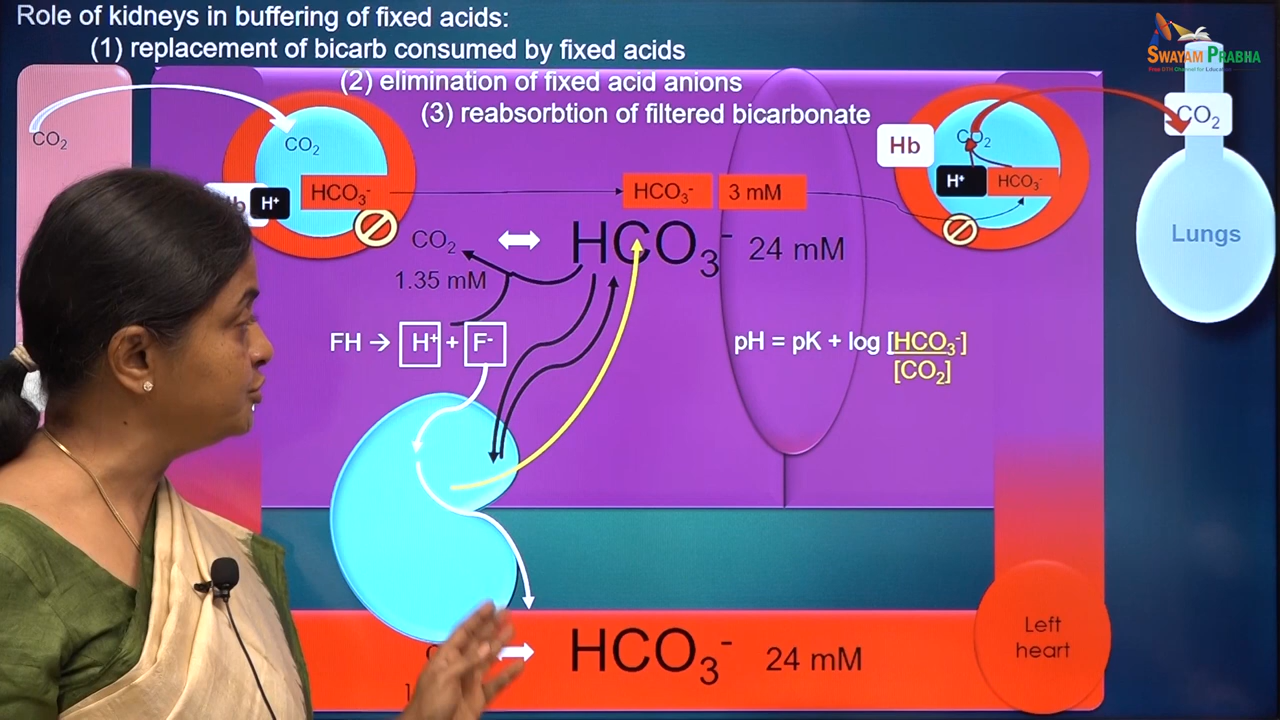 Role of kidneys in buffering of fixed acids:
(1) replacement of bicarb consumed by fixed acids
(2) elimination of fixed acid anions
(3) reabsorbtion of filtered bicarbonate
SWAYAM PRABHA
CO₂
CO₂
H⁺
HCO₃⁻
HCO₃⁻
3 mM
Hb
CO₂
H⁺
HCO₃⁻
CO₂
Lungs
CO₂
HCO₃⁻ 24 mM
1.35 mM
FH → H⁺ + F⁻
pH = pK + log [HCO₃⁻]
[CO₂]
HCO₃⁻ 24 mM
Left
heart